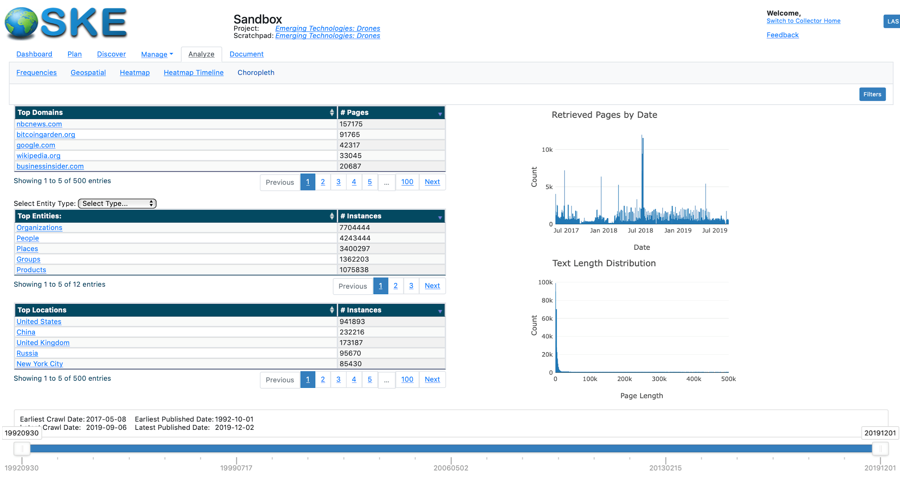 SKE
Sandbox
Project: Emerging Technologies: Drones
Scratchpad: Emerging Technologies: Drones
Welcome,
Switch to Collector Home
Feedback
LAS
Dashboard Plan Discover Manage Analyze Document
Frequencies Geospatial Heatmap Heatmap Timeline Choropleth
Filters
Top Domains # Pages
nbcnews.com 157175
bitcoingarden.org 91765
google.com 42317
wikipedia.org 33045
businessinsider.com 20687
Showing 1 to 5 of 500 entries
Previous 1 2 3 4 5 ... 100 Next
Select Entity Type: Select Type...
Top Entities: # Instances
Organizations 7704444
People 4243444
Places 3400297
Groups 1362203
Products 1075838
Showing 1 to 5 of 12 entries
Previous 1 2 3 Next
Top Locations # Instances
United States 941893
China 232216
United Kingdom 173187
Russia 95670
New York City 85430
Showing 1 to 5 of 500 entries
Previous 1 2 3 4 5 ... 100 Next
Retrieved Pages by Date
Count
10k
5k
0
Jul 2017 Jan 2018 Jul 2018 Jan 2019 Jul 2019
Date
Text Length Distribution
Count
100k
80k
60k
40k
20k
0
0 100k 200k 300k 400k 500k
Page Length
Earliest Crawl Date: 2017-05-08 Earliest Published Date: 1992-10-01
Crawl Date: 2019-09-06 Latest Published Date: 2019-12-02
19920930 20191201
19920930 19990717 20060502 20130215 20191201